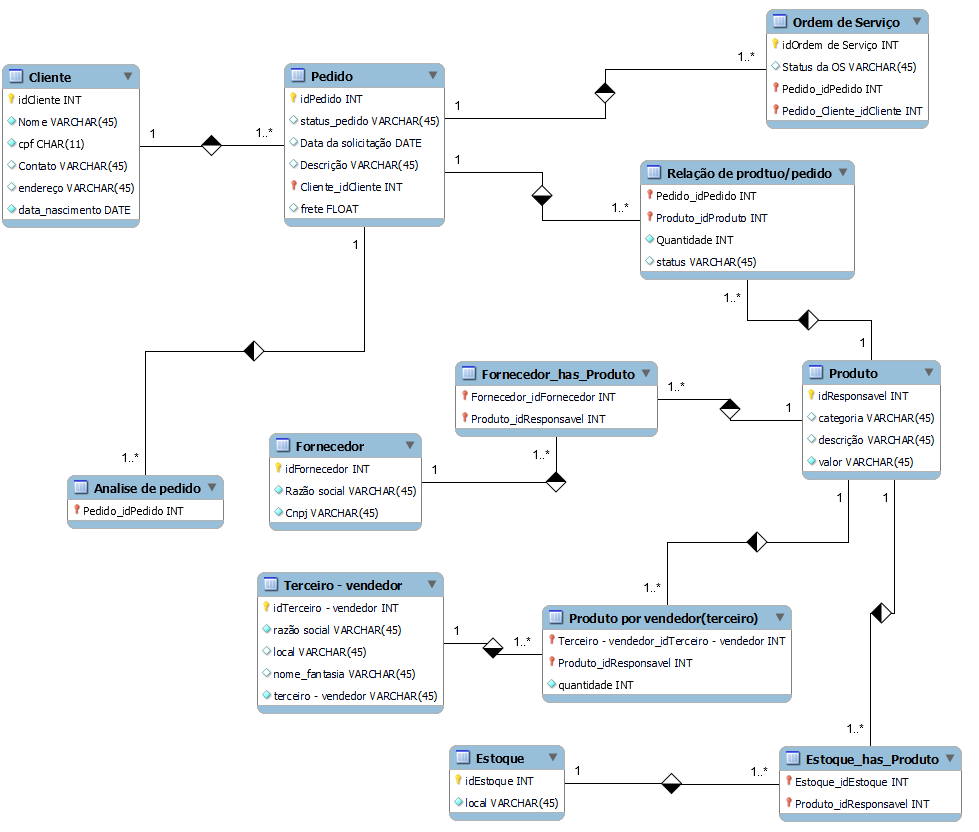 Ordem de Serviço
idOrdem de Serviço INT
Status da OS VARCHAR(45)
Pedido_idPedido INT
Pedido_Cliente_idCliente INT
Cliente
idCliente INT
Nome VARCHAR(45)
cpf CHAR(11)
Contato VARCHAR(45)
endereço VARCHAR(45)
data_nascimento DATE
1
1..*
Pedido
idPedido INT
status_pedido VARCHAR(45)
Data da solicitação DATE
Descrição VARCHAR(45)
Cliente_idCliente INT
frete FLOAT
1
1..*
1
1..*
1
1..*
Relação de prodtuo/pedido
Pedido_idPedido INT
Produto_idProduto INT
Quantidade INT
status VARCHAR(45)
1..*
1
Produto
idResponsavel INT
categoria VARCHAR(45)
descrição VARCHAR(45)
valor VARCHAR(45)
Fornecedor_has_Produto
Fornecedor_idFornecedor INT
Produto_idResponsavel INT
1..*
1
Fornecedor
idFornecedor INT
Razão social VARCHAR(45)
Cnpj VARCHAR(45)
1
1..*
Analise de pedido
Pedido_idPedido INT
1
1..*
1
1..*
Terceiro - vendedor
idTerceiro - vendedor INT
razão social VARCHAR(45)
local VARCHAR(45)
nome_fantasia VARCHAR(45)
terceiro - vendedor VARCHAR(45)
1
1..*
Produto por vendedor(terceiro)
Terceiro - vendedor_idTerceiro - vendedor INT
Produto_idResponsavel INT
quantidade INT
Estoque
idEstoque INT
local VARCHAR(45)
1
1..*
Estoque_has_Produto
Estoque_idEstoque INT
Produto_idResponsavel INT